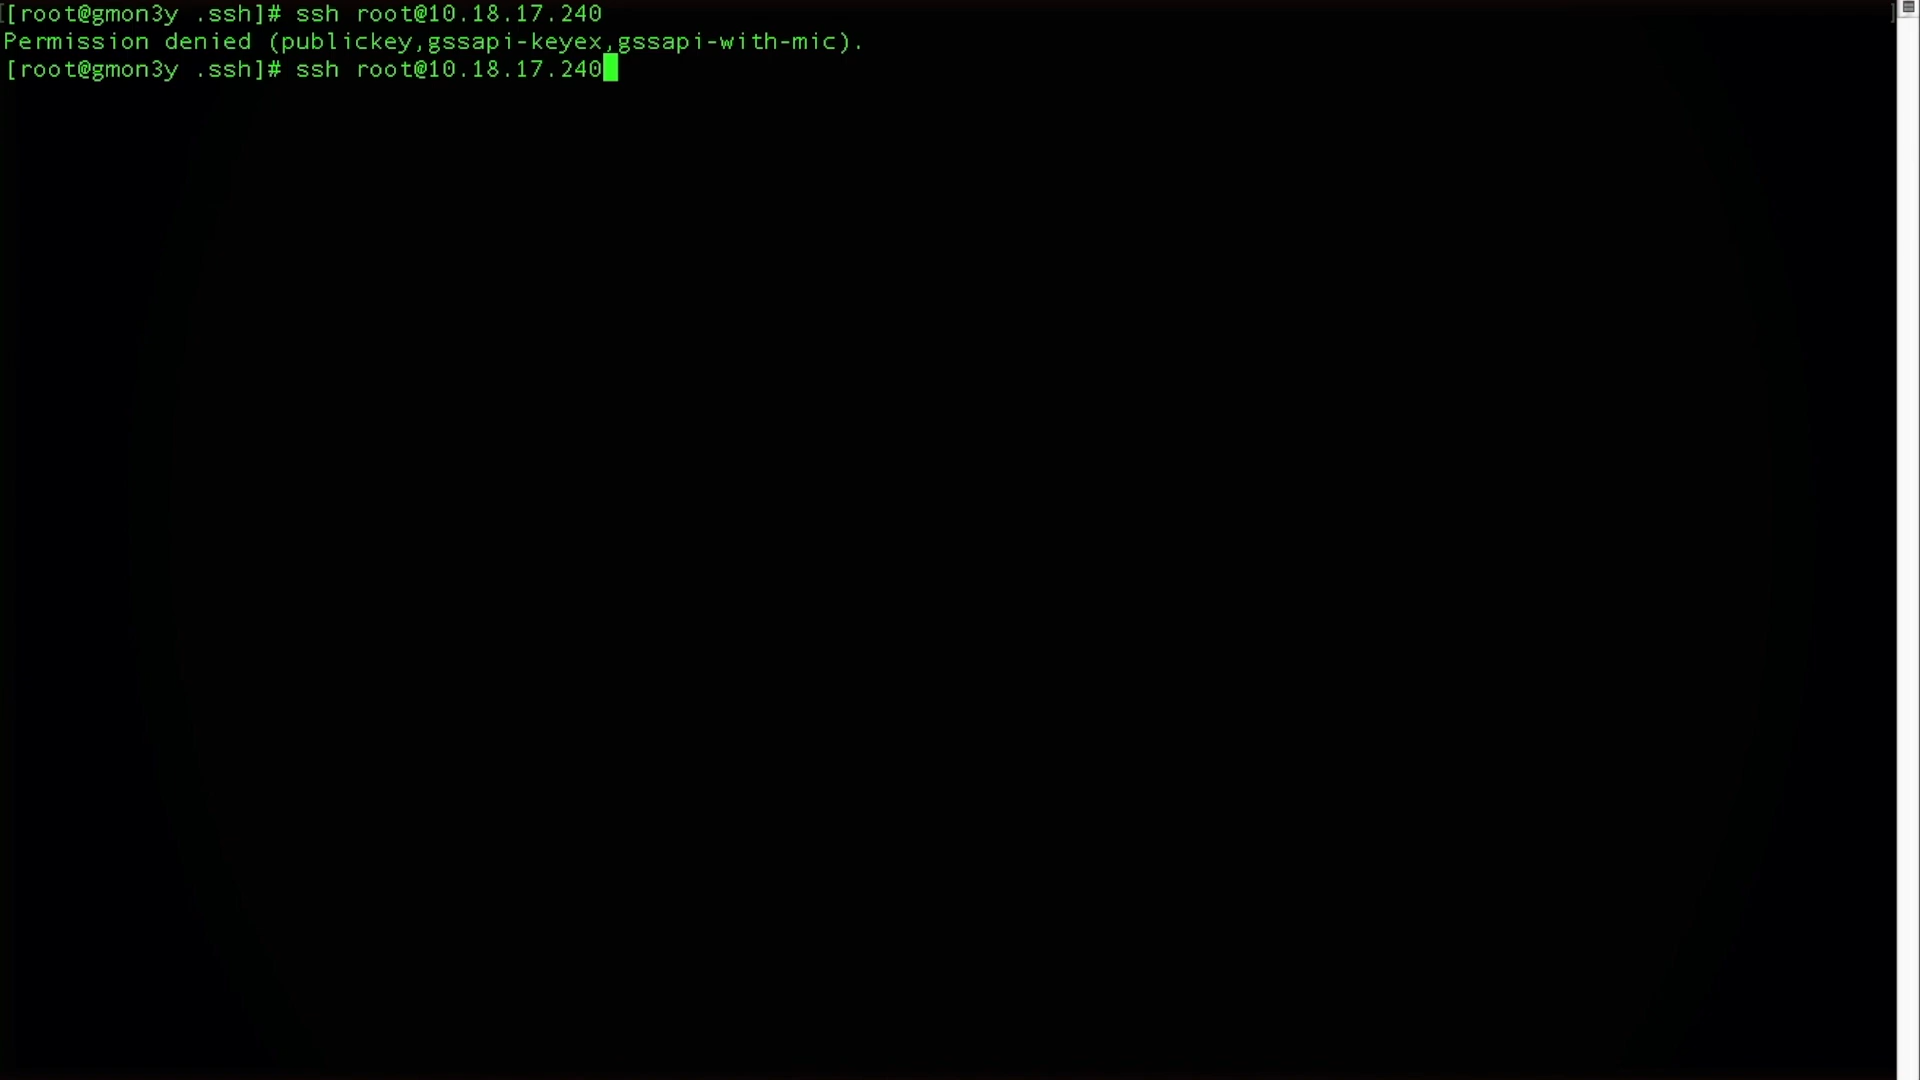 [root@gmon3y .ssh]# ssh root@10.18.17.240
Permission denied (publickey,gssapi-keyex,gssapi-with-mic).
[root@gmon3y .ssh]# ssh root@10.18.17.240